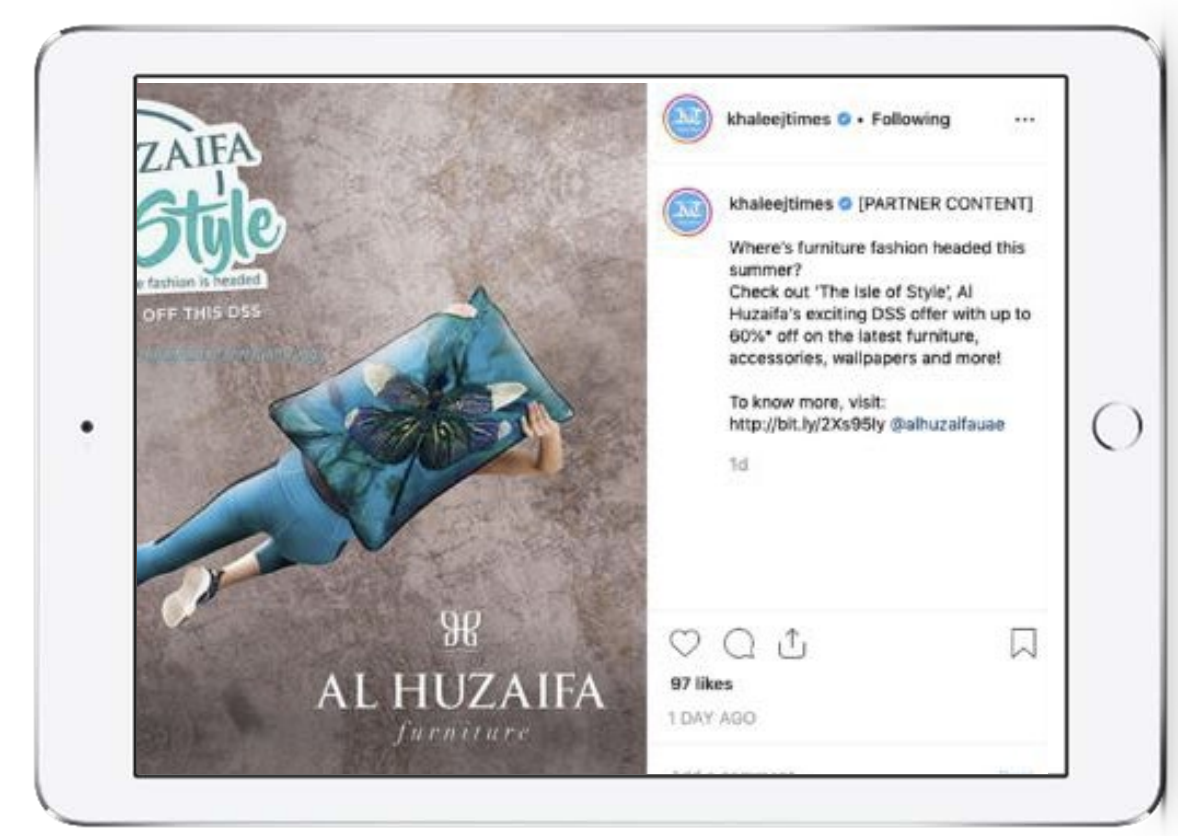 ZAIFA
Style
e fashion is headed
OFF THIS DSS
AL HUZAIFA
furniture
khaleejtimes • Following
khaleejtimes [PARTNER CONTENT]
Where's furniture fashion headed this
summer?
Check out 'The Isle of Style', Al
Huzaifa's exciting DSS offer with up to
60%* off on the latest furniture,
accessories, wallpapers and more!
To know more, visit:
http://bit.ly/2Xs95ly @alhuzaifauae
1d
97 likes
1 DAY AGO